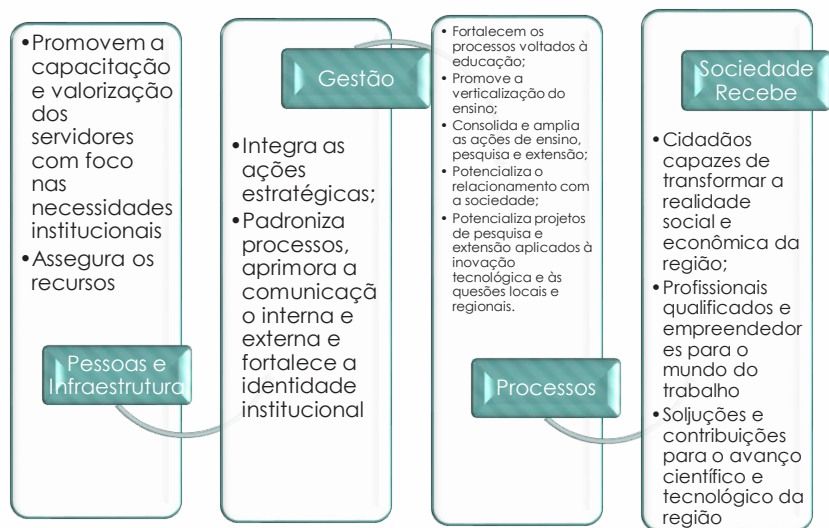 •Promovem a
capacitação
e valorização
dos
servidores
com foco
nas
necessidades
institucionais
•Assegura os
recursos
Pessoas e
Infraestrutura
Gestão
•Integra as
ações
estratégicas;
•Padroniza
processos,
aprimora a
comunicaçã
o interna e
externa e
fortalece a
identidade
institucional
• Fortalecem os
processos voltados à
educação;
• Promove a
verticalização do
ensino;
• Consolida e amplia
as ações de ensino,
pesquisa e extensão;
• Potencializa o
relacionamento com
a sociedade;
• Potencializa projetos
de pesquisa e
extensão aplicados à
inovação
tecnológica e às
quesões locais e
regionais.
Processos
Sociedade
Recebe
•Cidadãos
capazes de
transformar a
realidade
social e
econômica da
região;
•Profissionais
qualificados e
empreendedor
es para o
mundo do
trabalho
•Soljuções e
contribuições
para o avanço
científico e
tecnológico da
região